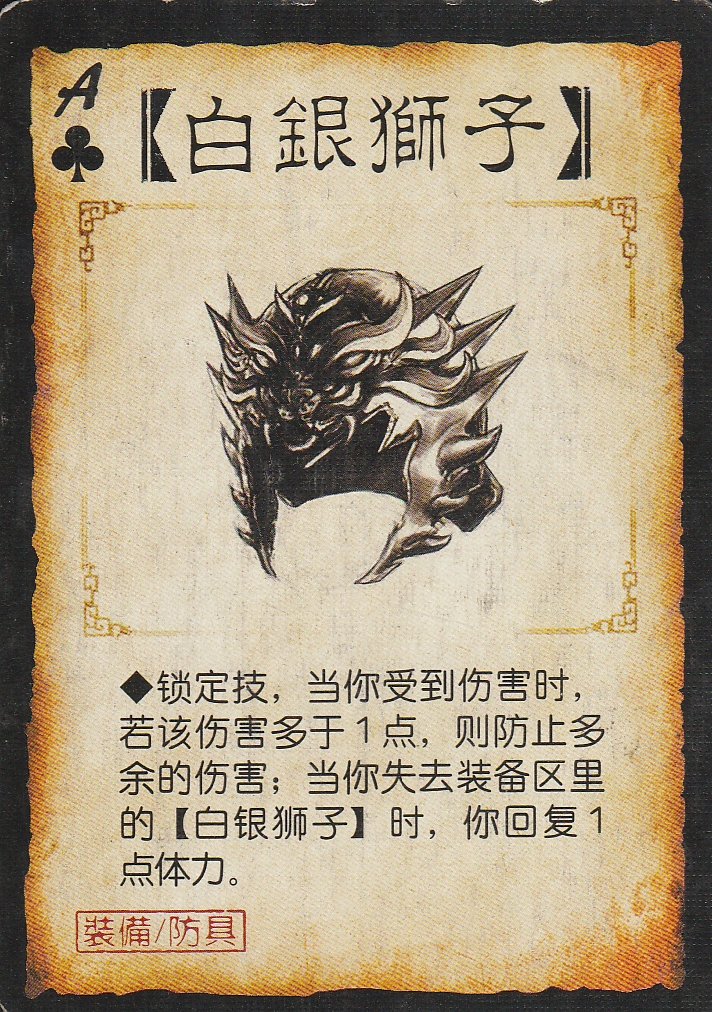 A
【白銀獅子】
◆锁定技，当你受到伤害时，
若该伤害多于1点，则防止多
余的伤害；当你失去装备区里
的【白银狮子】时，你回复1
点体力。
裝備/防具